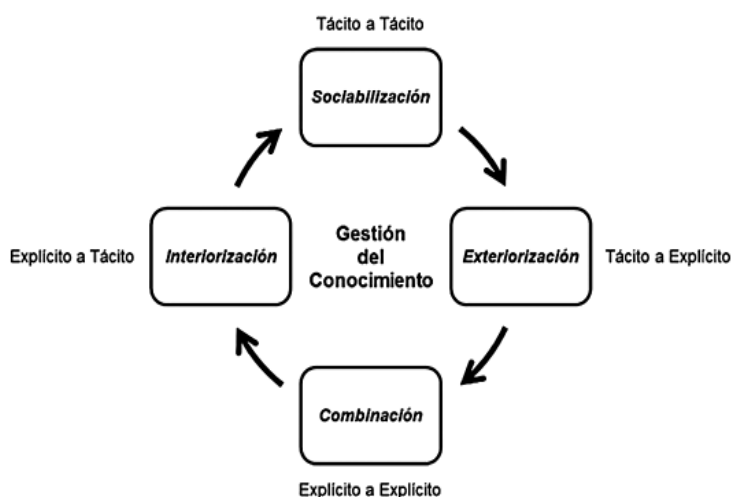 Tácito a Tácito
Sociabilización
Explícito a Tácito
Interiorización
Gestión
del
Conocimiento
Exteriorización
Tácito a Explícito
Combinación
Explícito a Explícito